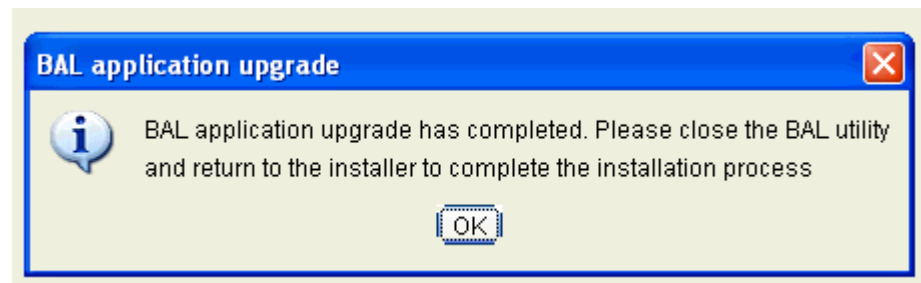 BAL application upgrade
BAL application upgrade has completed. Please close the BAL utility
and return to the installer to complete the installation process
OK